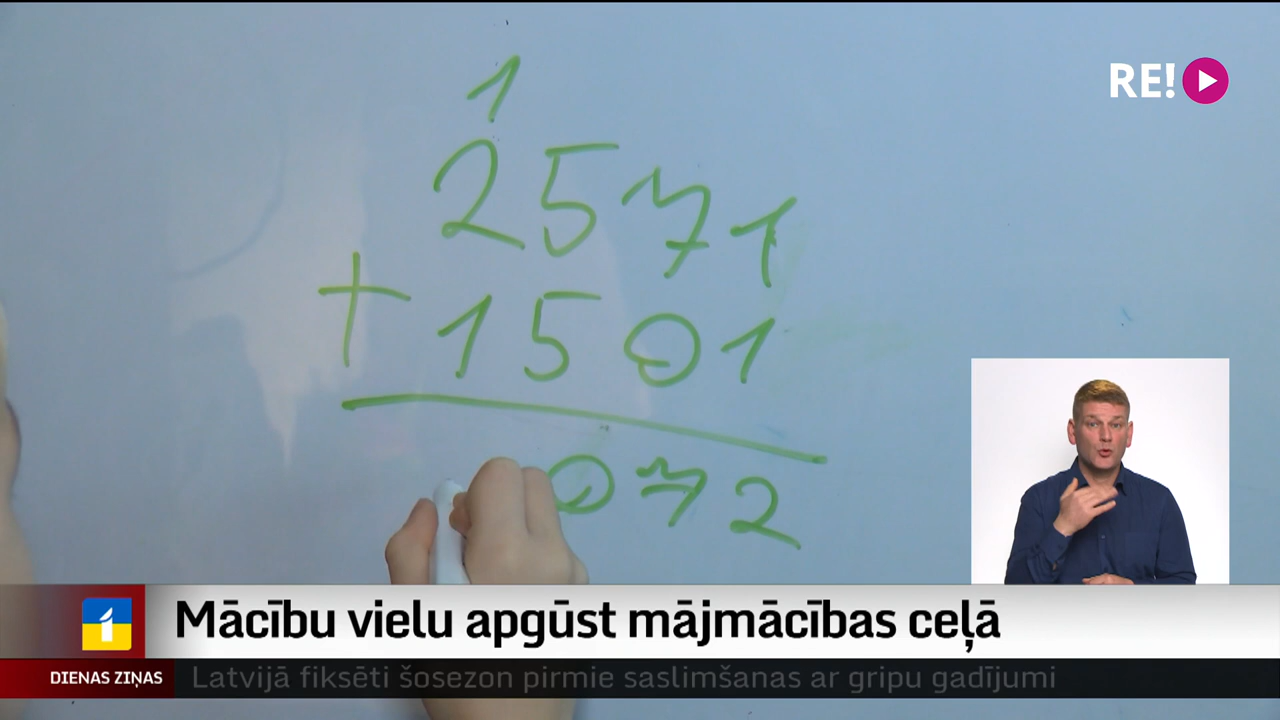 RE!
1
2571
+ 1501
072
1 Mācību vielu apgūst mājmācības ceļā
DIENAS ZIŅAS Latvijā fiksēti šosezon pirmie saslimšanas ar gripu gadījumi